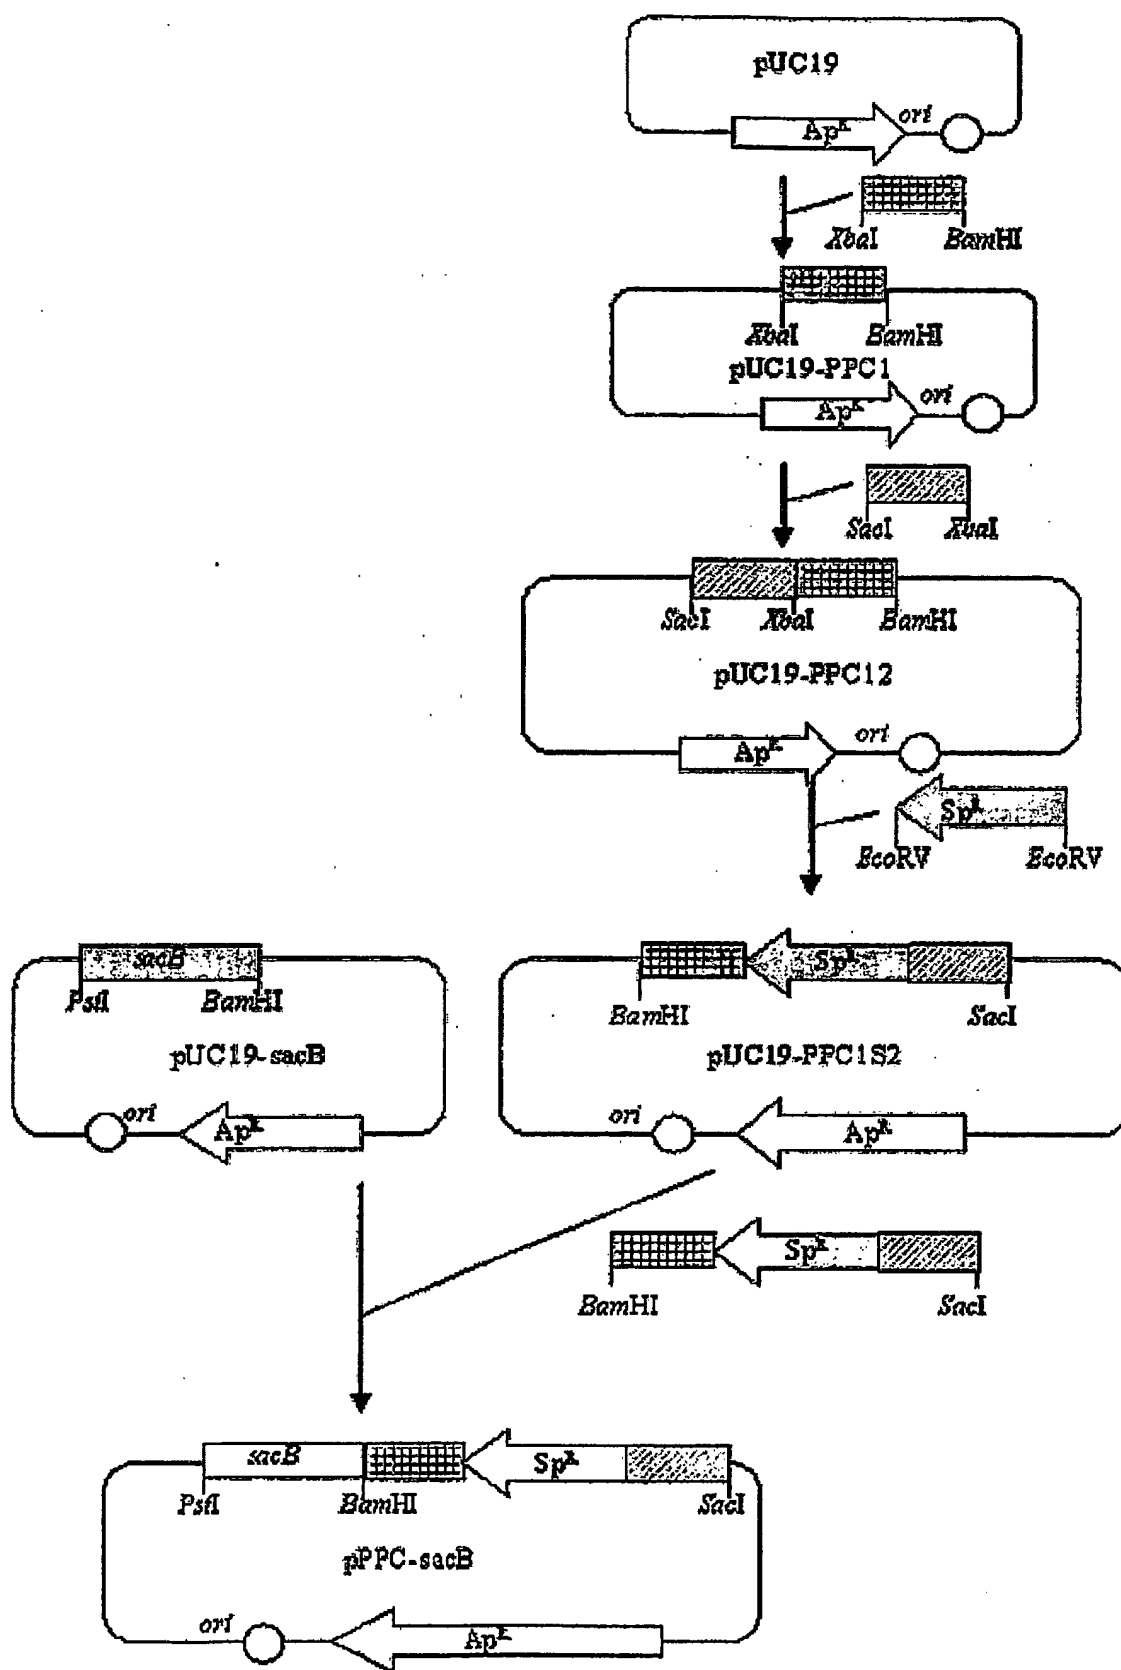 pUC19
Ap^R ori
XbaI BamHI
XbaI BamHI
pUC19-PPC1
Ap^R ori
SacI XbaI
SacI XbaI BamHI
pUC19-PPC12
Ap^R ori
Sp^R
EcoRV EcoRV
sacB
PstI BamHI
pUC19-sacB
ori Ap^R
Sp^R
BamHI SacI
pUC19-PPC1S2
ori Ap^R
Sp^R
BamHI SacI
sacB Sp^R
PstI BamHI SacI
pPPC-sacB
ori Ap^R